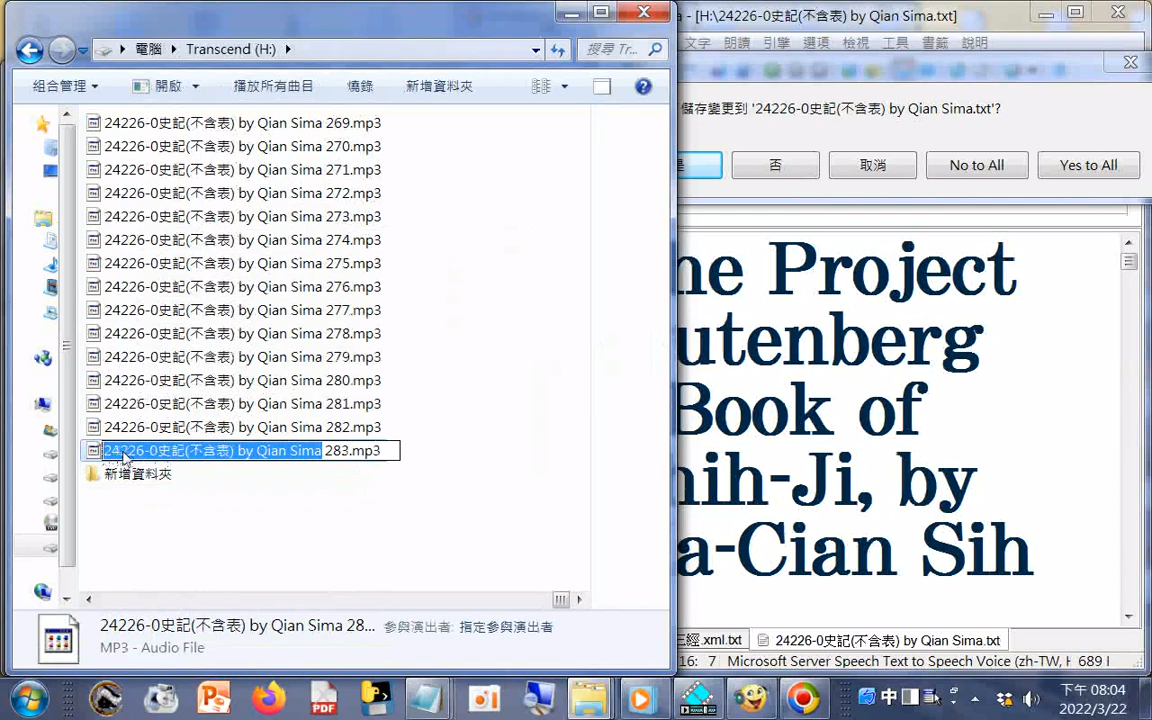 - [H:\24226-0史記(不含表) by Qian Sima.txt]
電腦 Transcend (H:)
搜尋 Tr...
文字 朗讀 引擎 選項 檢視 工具 書籤 說明
組合管理 開啟 播放所有曲目 燒錄 新增資料夾
儲存變更到 '24226-0史記(不含表) by Qian Sima.txt'?
是 否 取消 No to All Yes to All
24226-0史記(不含表) by Qian Sima 269.mp3
24226-0史記(不含表) by Qian Sima 270.mp3
24226-0史記(不含表) by Qian Sima 271.mp3
24226-0史記(不含表) by Qian Sima 272.mp3
24226-0史記(不含表) by Qian Sima 273.mp3
24226-0史記(不含表) by Qian Sima 274.mp3
24226-0史記(不含表) by Qian Sima 275.mp3
24226-0史記(不含表) by Qian Sima 276.mp3
24226-0史記(不含表) by Qian Sima 277.mp3
24226-0史記(不含表) by Qian Sima 278.mp3
24226-0史記(不含表) by Qian Sima 279.mp3
24226-0史記(不含表) by Qian Sima 280.mp3
24226-0史記(不含表) by Qian Sima 281.mp3
24226-0史記(不含表) by Qian Sima 282.mp3
24226-0史記(不含表) by Qian Sima 283.mp3
新增資料夾
he Project
utenberg
Book of
hih-Ji, by
a-Cian Sih
24226-0史記(不含表) by Qian Sima 28... 參與演出者: 指定參與演出者
MP3 - Audio File
三經.xml.txt 24226-0史記(不含表) by Qian Sima.txt
16: 7 Microsoft Server Speech Text to Speech Voice (zh-TW, H 689 I
PDF 中 下午 08:04
2022/3/22